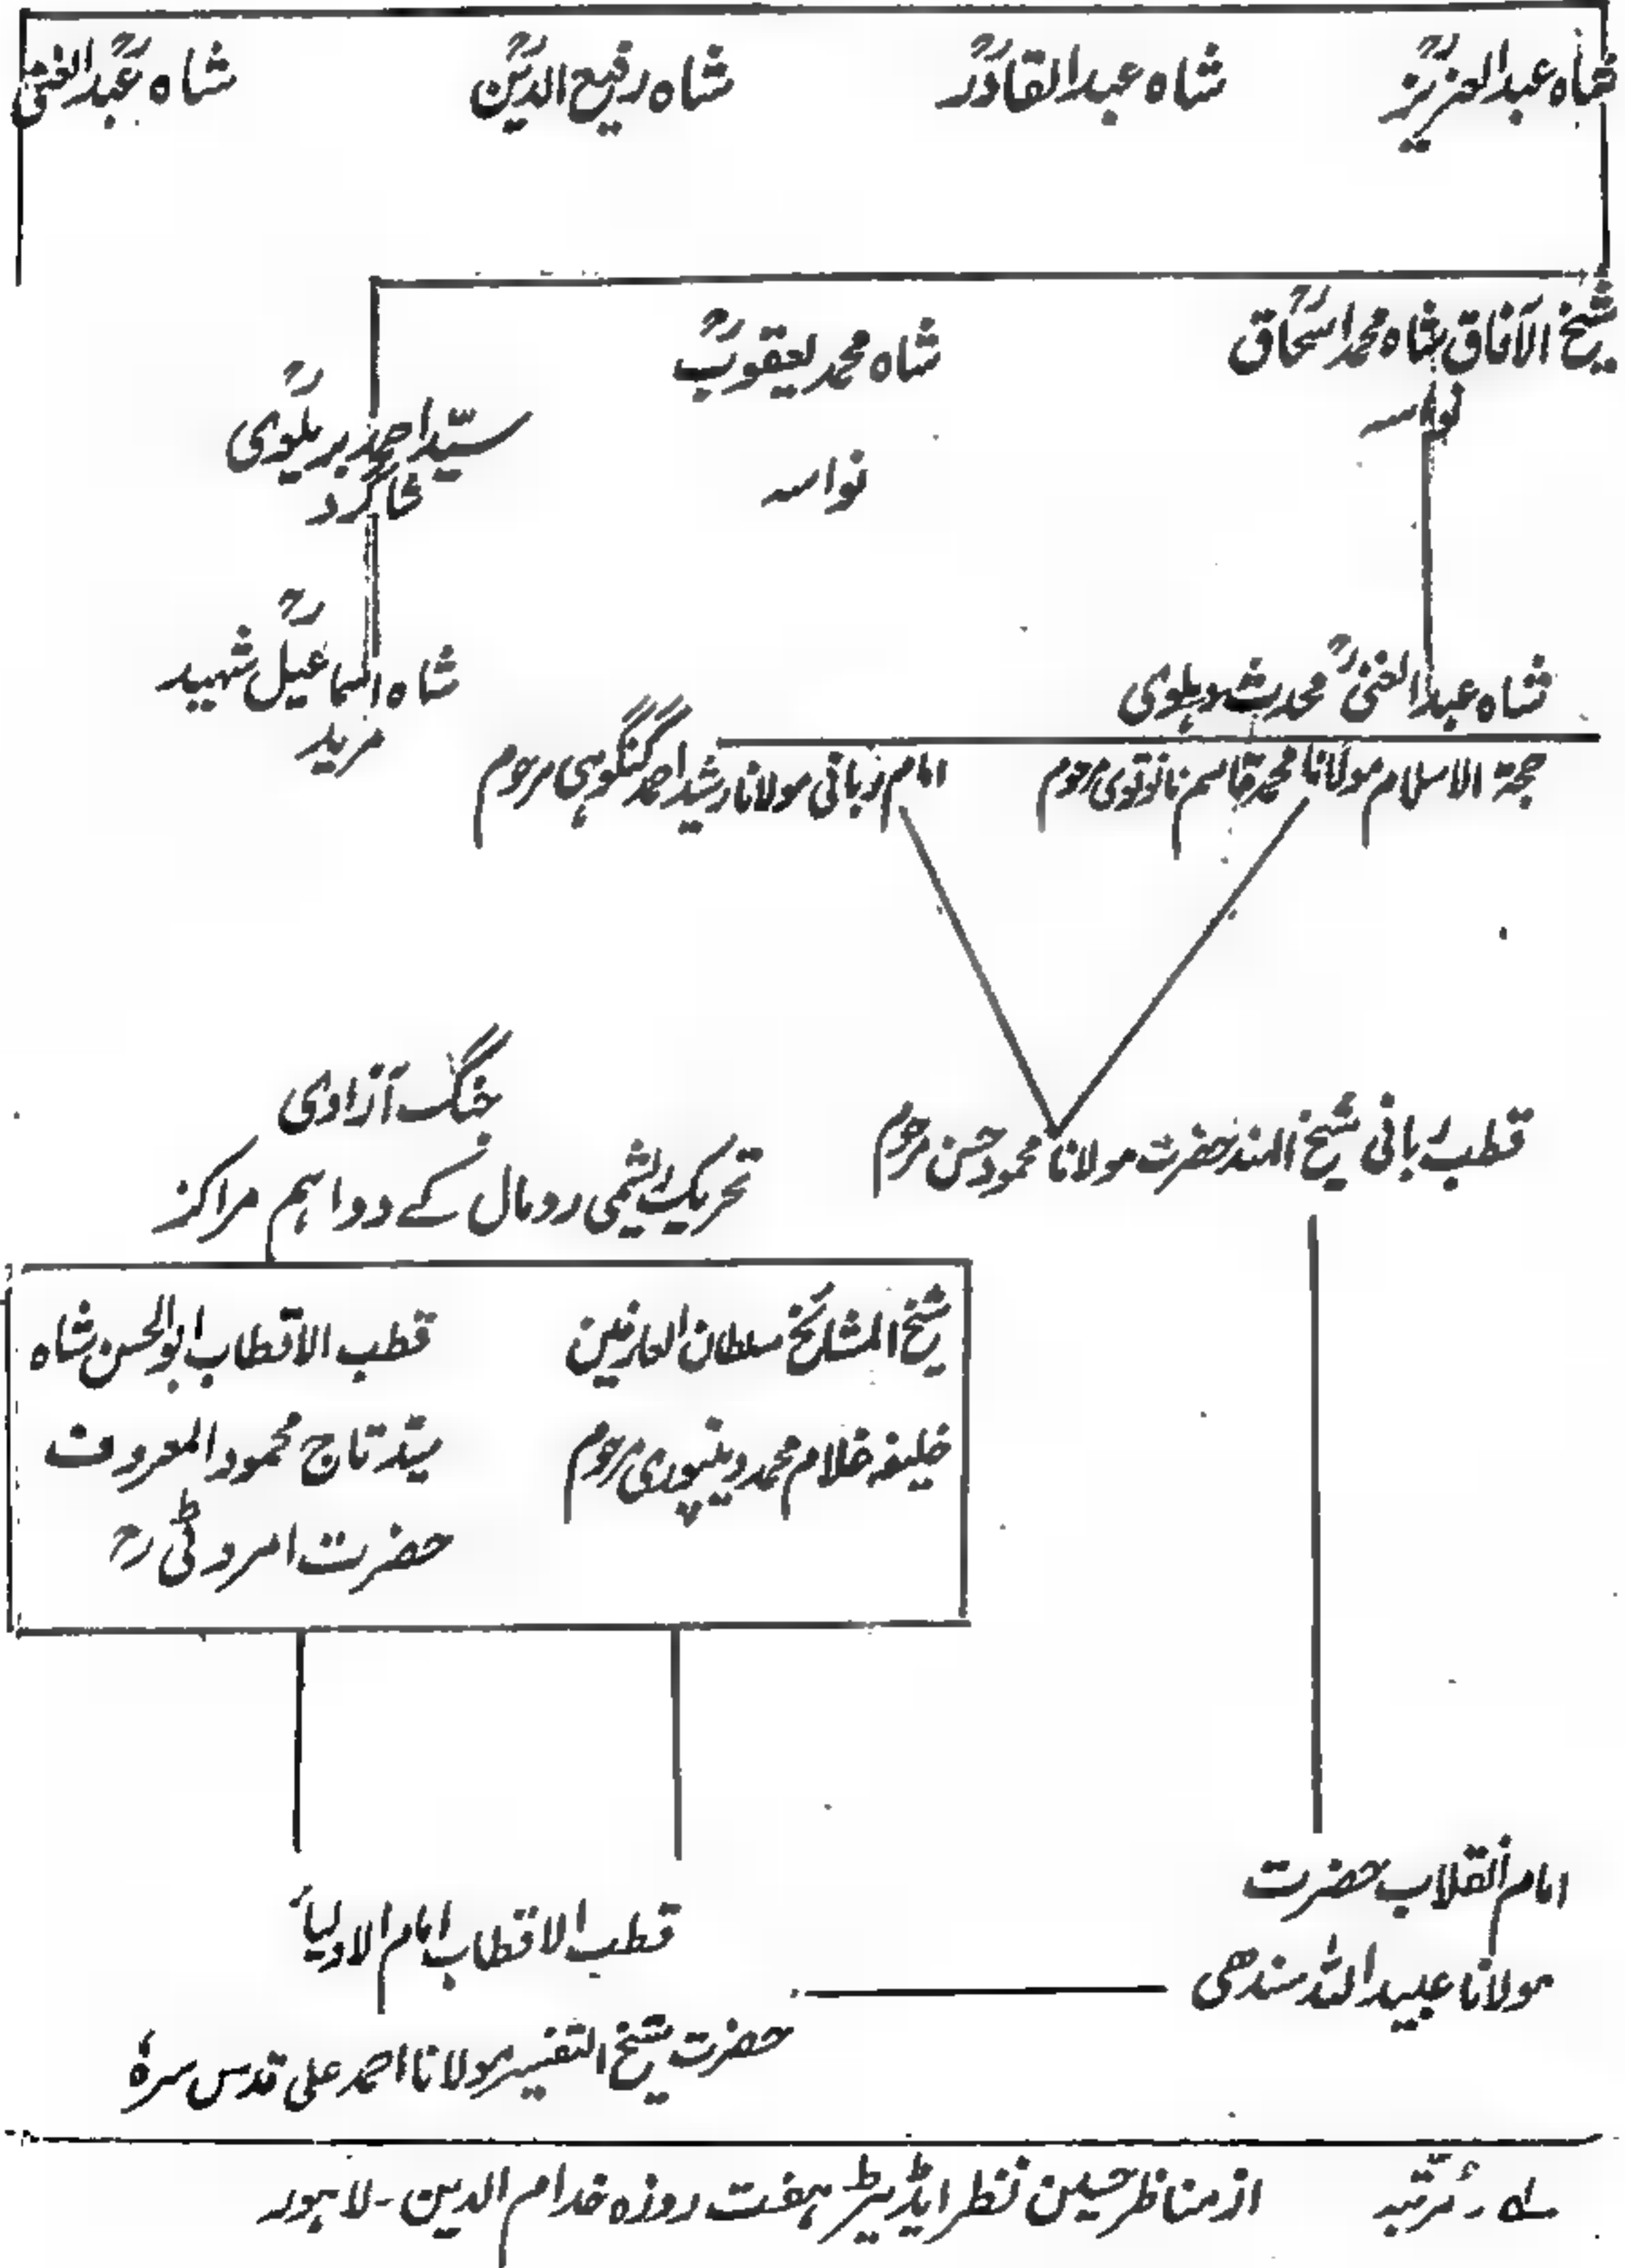 شاہ عبدالعزیزؒ شاہ عبدالقادرؒ شاہ رفیع الدینؒ شاہ عبدالغنیؒ
شیخ الآفاق شاہ محمد اسحاقؒ
نواسہ
شاہ محمد یعقوبؒ
نواسہ
سیّد احمد بریلویؒ
شاگرد
شاہ اسماعیلؒ شہید
مرید
شاہ عبدالغنیؒ محدث دہلوی
حجۃ الاسلام مولانا محمد قاسم نانوتوی مرحوم
امام ربانی مولانا رشید احمد گنگوہی مرحوم
قطب ربانی شیخ الہند حضرت مولانا محمود حسن مرحوم
جنگ آزادی
تحریک ریشمی رومال کے دو اہم مراکز
شیخ المشائخ سلطان العارفین
خلیفہ غلام محمد دینپوری مرحوم
قطب الاقطاب ابوالحسن شاہ
سیّد تاج محمود المعروف
حضرت امروٹی رح
امام انقلاب حضرت
مولانا عبیداللہ سندھی
قطب الاقطاب امام الاولیاء
حضرت شیخ التفسیر مولانا احمد علی قدس سرہٗ
مرتبہ از مناظر حسین نظر ایڈیٹر ہفت روزہ خدام الدین - لاہور